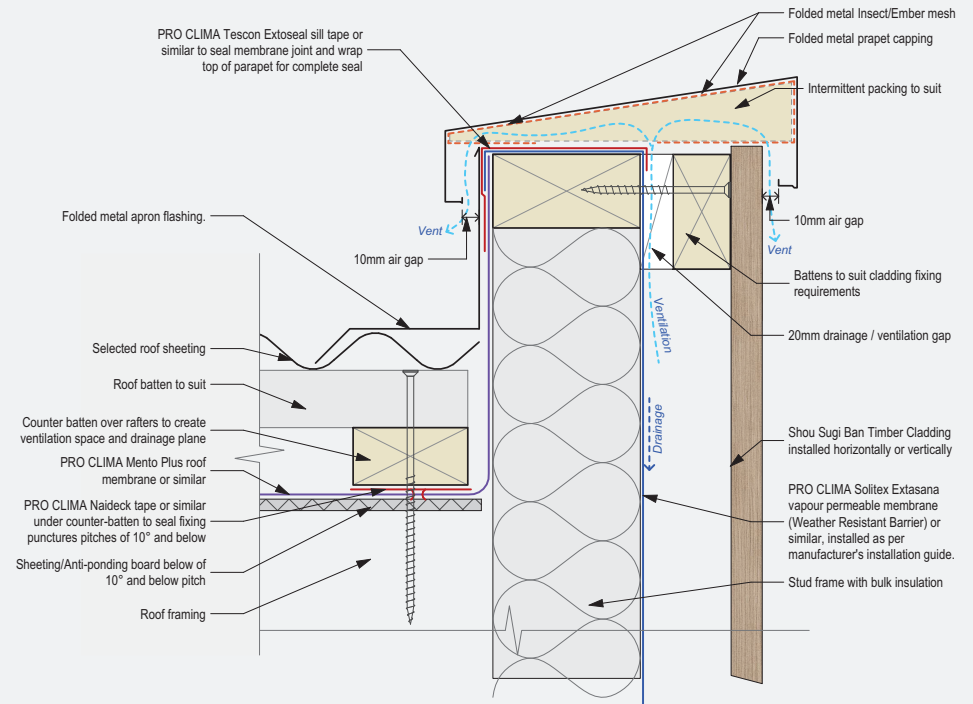 PRO CLIMA Tescon Extoseal sill tape or
similar to seal membrane joint and wrap
top of parapet for complete seal
Folded metal Insect/Ember mesh
Folded metal prapet capping
Intermittent packing to suit
Folded metal apron flashing.
Vent
10mm air gap
10mm air gap
Vent
Battens to suit cladding fixing
requirements
Ventilation
20mm drainage / ventilation gap
Selected roof sheeting
Roof batten to suit
Counter batten over rafters to create
ventilation space and drainage plane
PRO CLIMA Mento Plus roof
membrane or similar
PRO CLIMA Naideck tape or similar
under counter-batten to seal fixing
punctures pitches of 10° and below
Sheeting/Anti-ponding board below of
10° and below pitch
Roof framing
Drainage
Shou Sugi Ban Timber Cladding
installed horizontally or vertically
PRO CLIMA Solitex Extasana
vapour permeable membrane
(Weather Resistant Barrier) or
similar, installed as per
manufacturer's installation guide.
Stud frame with bulk insulation